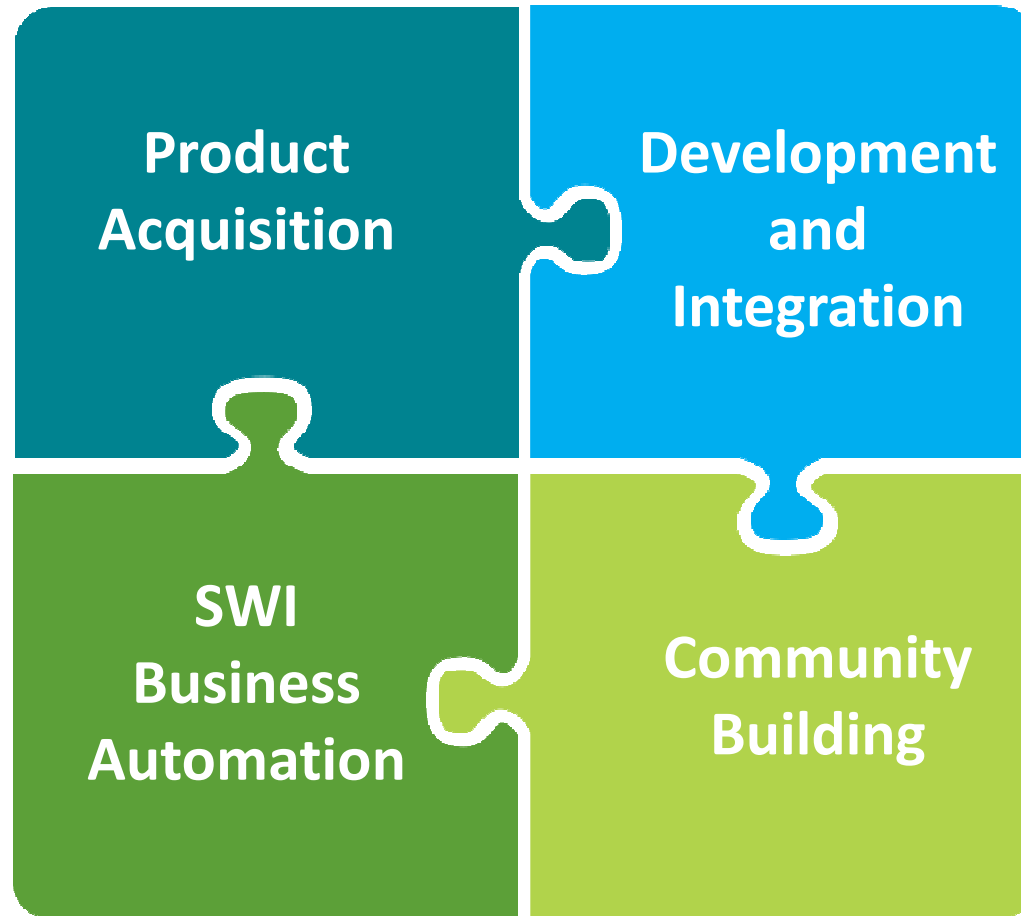 Product
Acquisition
Development
and
Integration
SWI
Business
Automation
Community
Building